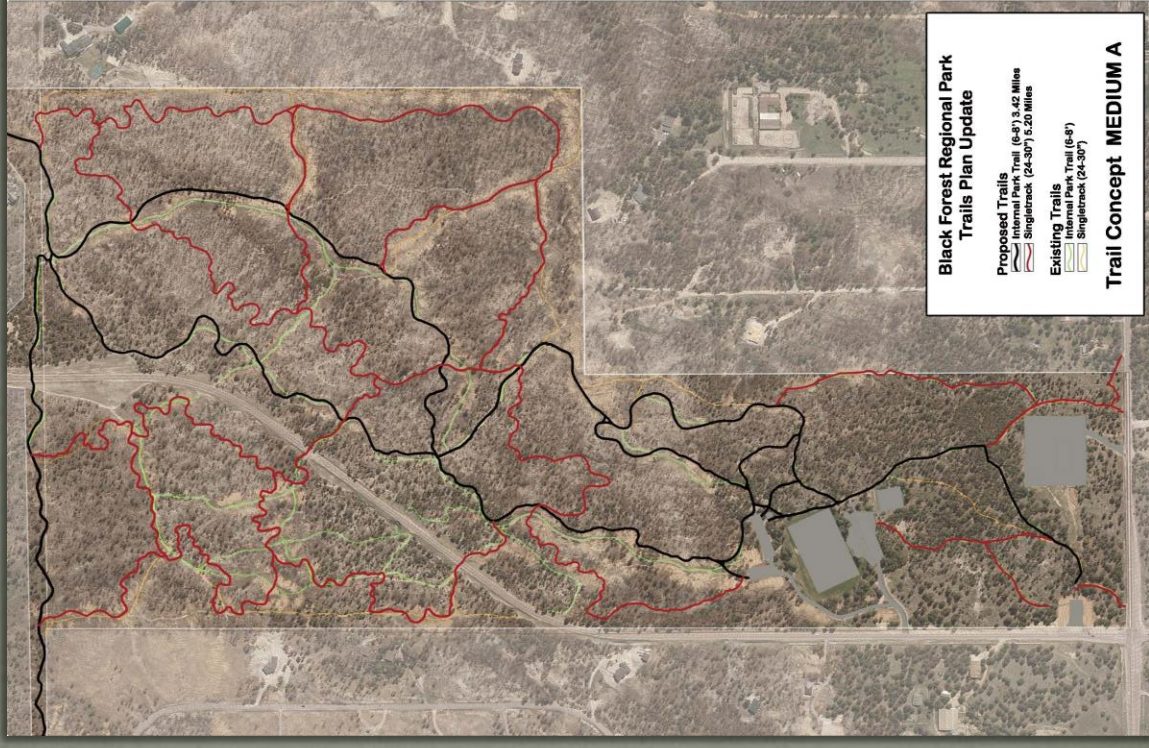 Black Forest Regional Park
Trails Plan Update
Proposed Trails
Internal Park Trail (6-8') 3.42 Miles
Singletrack (24-30") 5.20 Miles
Existing Trails
Internal Park Trail (6-8')
Singletrack (24-30")
Trail Concept MEDIUM A